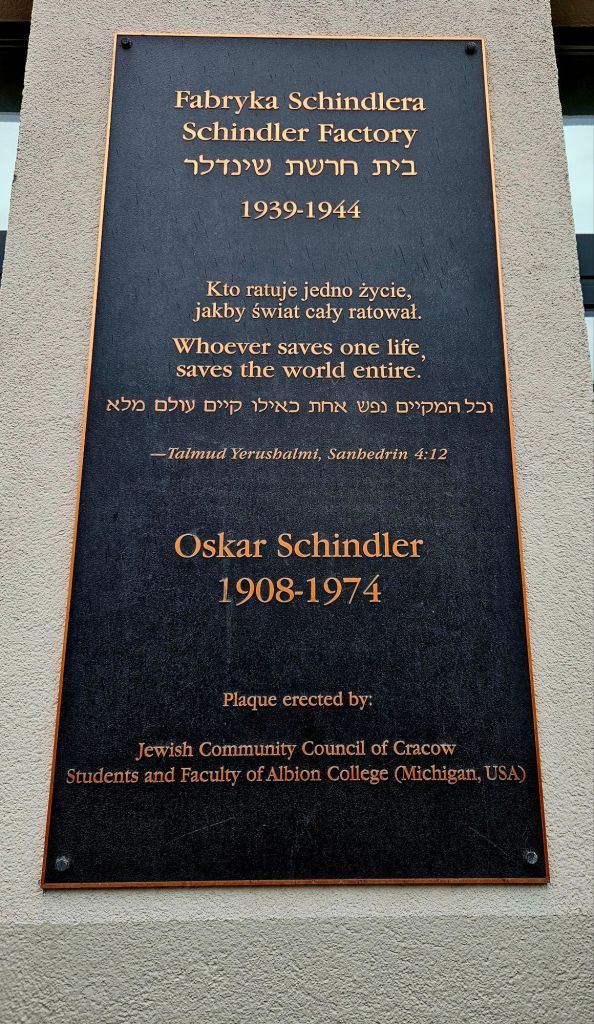 Fabryka Schindlera
Schindler Factory
בית חרשת שינדלר
1939-1944
Kto ratuje jedno życie,
jakby świat cały ratował.
Whoever saves one life,
saves the world entire.
וכל המקיים נפש אחת כאילו קיים עולם מלא
—Talmud Yerushalmi, Sanhedrin 4:12
Oskar Schindler
1908-1974
Plaque erected by:
Jewish Community Council of Cracow
Students and Faculty of Albion College (Michigan, USA)